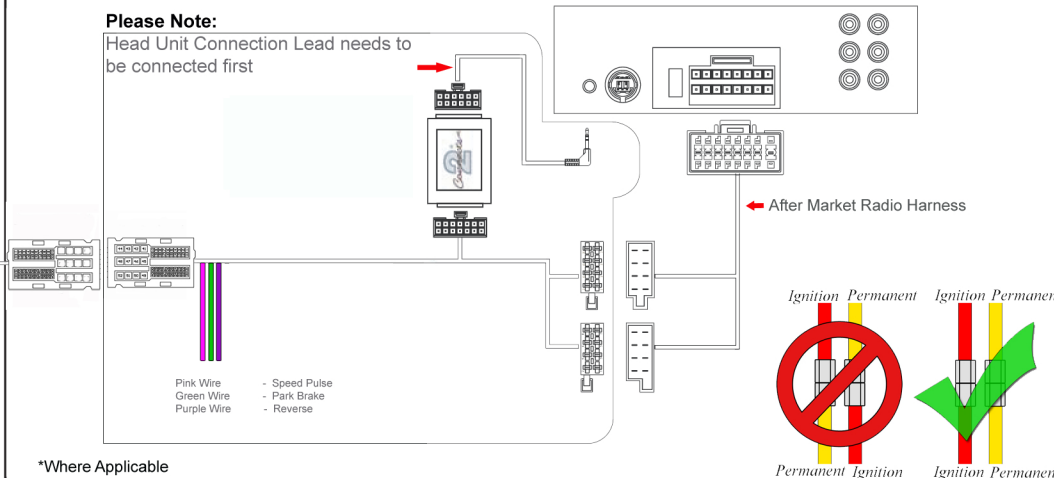 Please Note:
Head Unit Connection Lead needs to
be connected first
After Market Radio Harness
Pink Wire - Speed Pulse
Green Wire - Park Brake
Purple Wire - Reverse
*Where Applicable
Ignition Permanent
Permanent Ignition
Ignition Permanen
Ignition Permanen